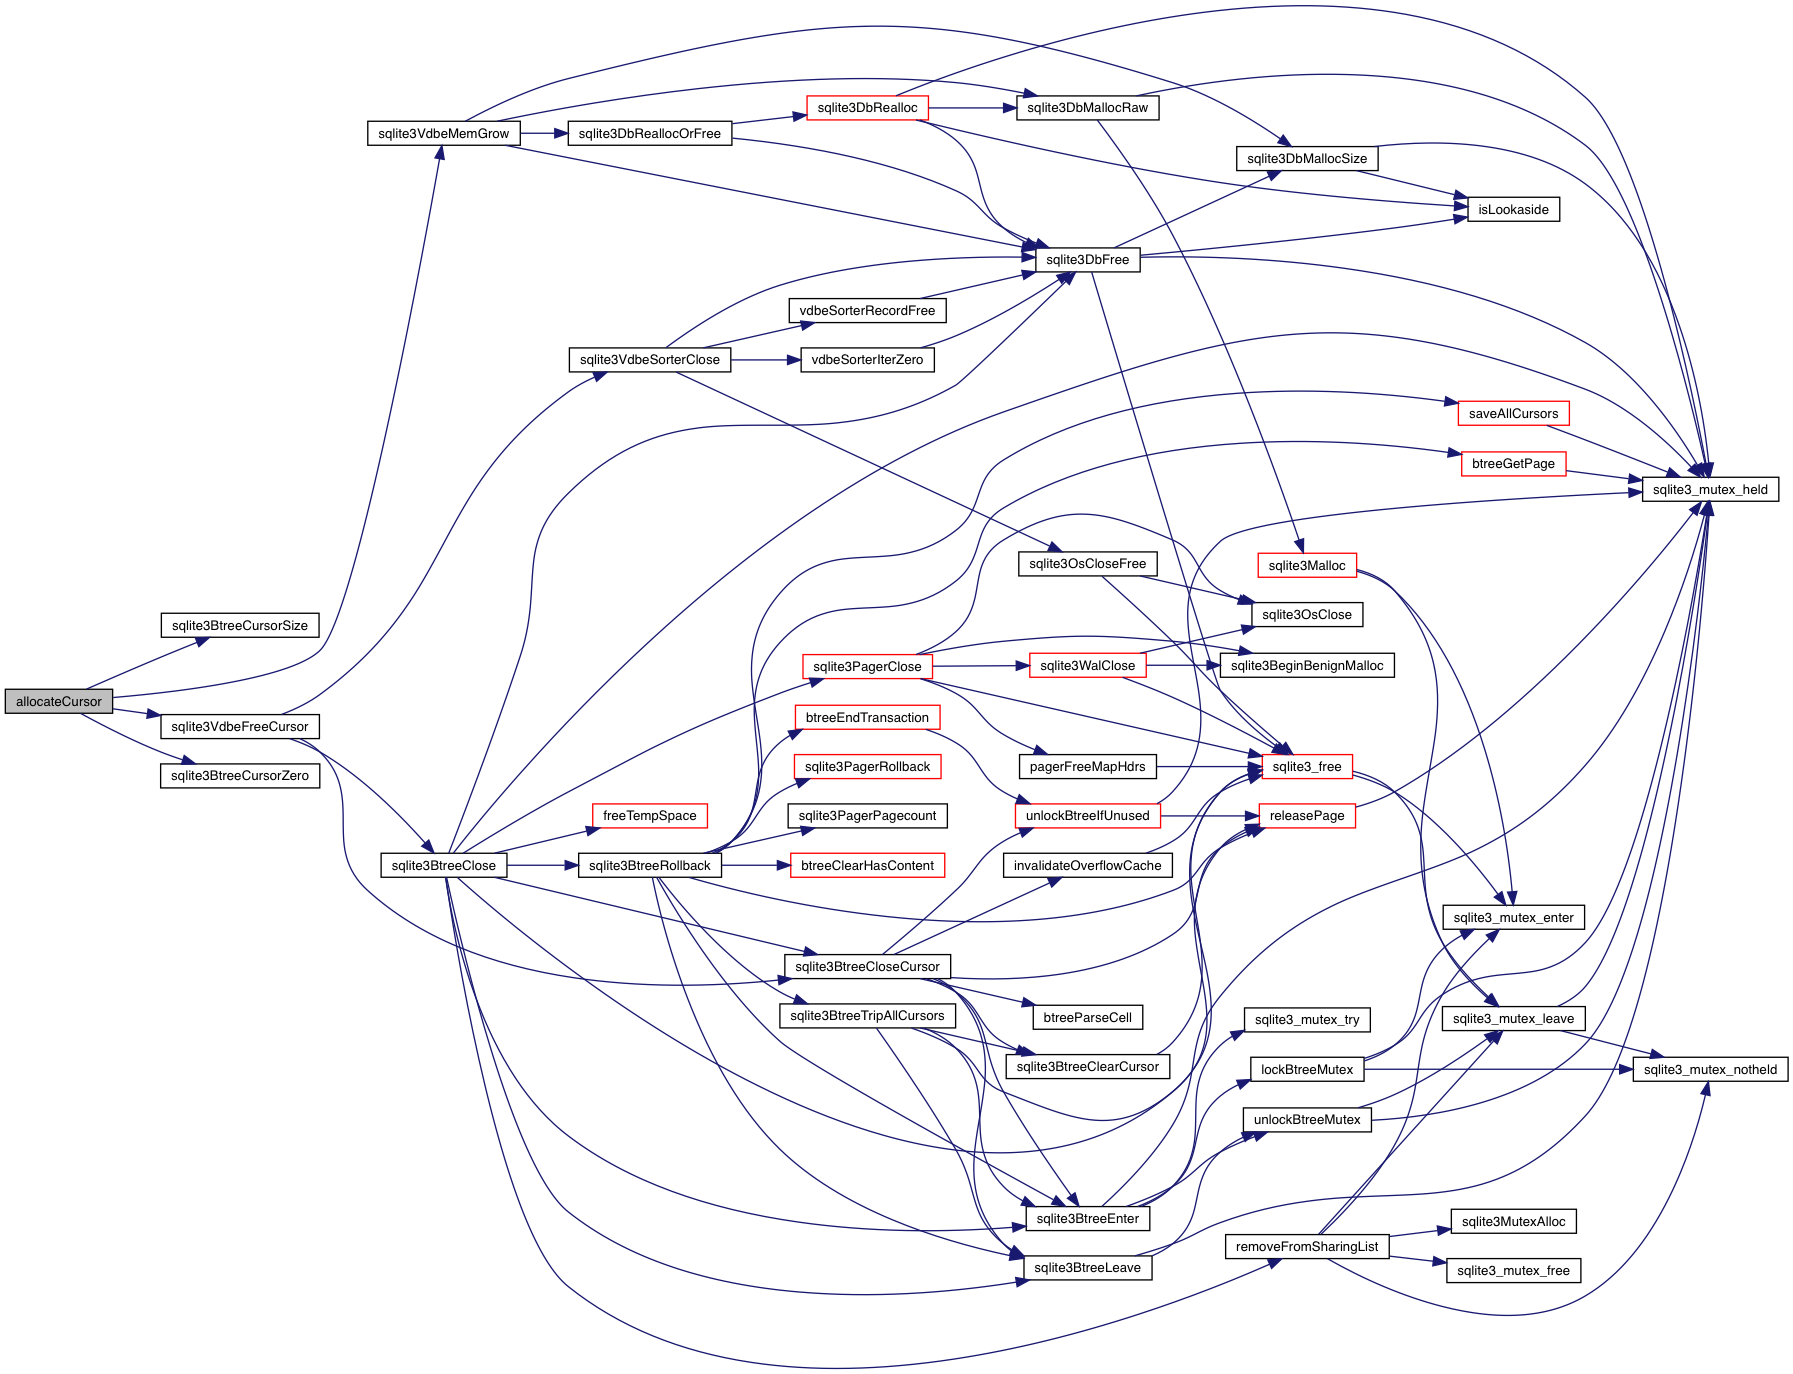 sqlite3DbRealloc
sqlite3DbMallocRaw
sqlite3VdbeMemGrow
sqlite3DbReallocOrFree
sqlite3DbMallocSize
isLookaside
sqlite3DbFree
vdbeSorterRecordFree
sqlite3VdbeSorterClose
vdbeSorterIterZero
saveAllCursors
btreeGetPage
sqlite3_mutex_held
sqlite3OsCloseFree
sqlite3Malloc
sqlite3OsClose
sqlite3BtreeCursorSize
sqlite3PagerClose
sqlite3WalClose
sqlite3BeginBenignMalloc
allocateCursor
sqlite3VdbeFreeCursor
btreeEndTransaction
sqlite3BtreeCursorZero
sqlite3PagerRollback
pagerFreeMapHdrs
sqlite3_free
freeTempSpace
sqlite3PagerPagecount
unlockBtreeIfUnused
releasePage
sqlite3BtreeClose
sqlite3BtreeRollback
btreeClearHasContent
invalidateOverflowCache
sqlite3_mutex_enter
sqlite3BtreeCloseCursor
sqlite3BtreeTripAllCursors
btreeParseCell
sqlite3_mutex_try
sqlite3_mutex_leave
sqlite3BtreeClearCursor
lockBtreeMutex
sqlite3_mutex_notheld
unlockBtreeMutex
sqlite3BtreeEnter
sqlite3MutexAlloc
removeFromSharingList
sqlite3BtreeLeave
sqlite3_mutex_free